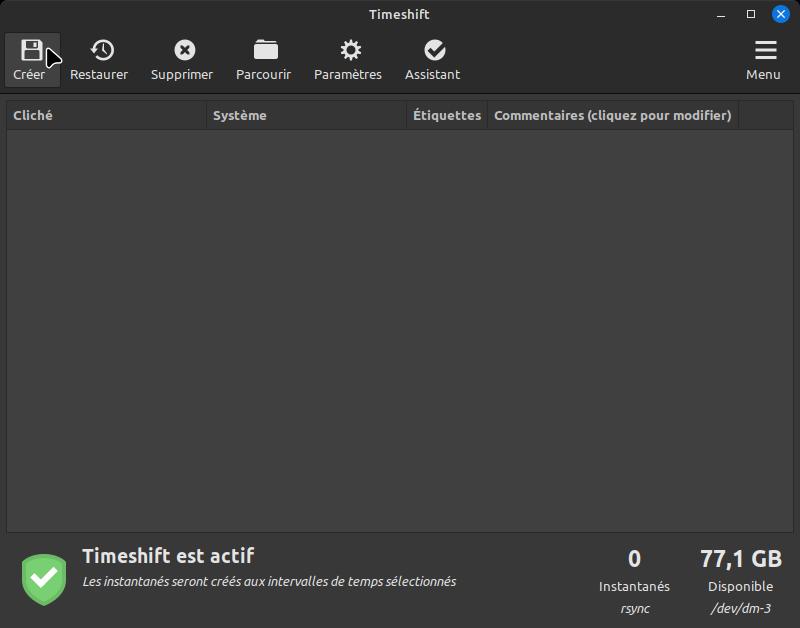 Timeshift
Créer Restaurer Supprimer Parcourir Paramètres Assistant Menu
Cliché Système Étiquettes Commentaires (cliquez pour modifier)
Timeshift est actif
Les instantanés seront créés aux intervalles de temps sélectionnés
0 77,1 GB
Instantanés Disponible
rsync /dev/dm-3